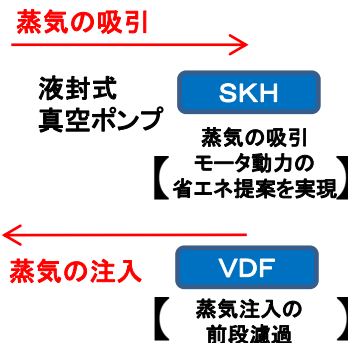 蒸気の吸引
液封式
真空ポンプ
SKH
蒸気の吸引
【モータ動力の
省エネ提案を実現】
蒸気の注入
VDF
【蒸気注入の
前段濾過】